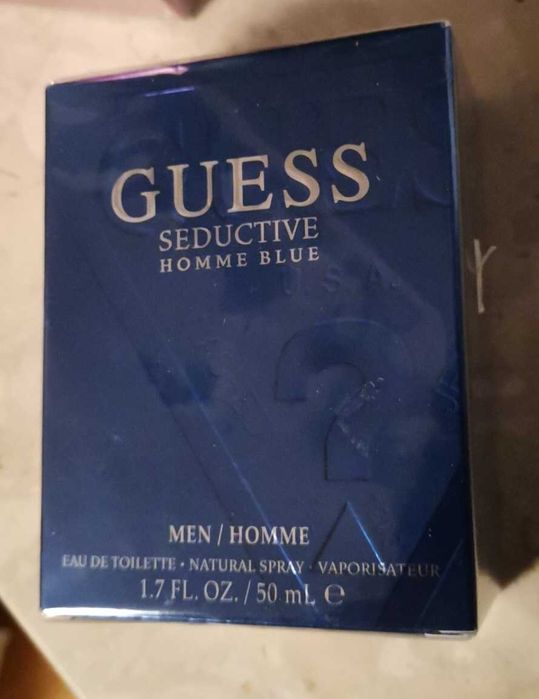 GUESS
SEDUCTIVE
HOMME BLUE
U.S.A.
?
MEN / HOMME
EAU DE TOILETTE • NATURAL SPRAY • VAPORISATEUR
1.7 FL. OZ. / 50 mL ℮